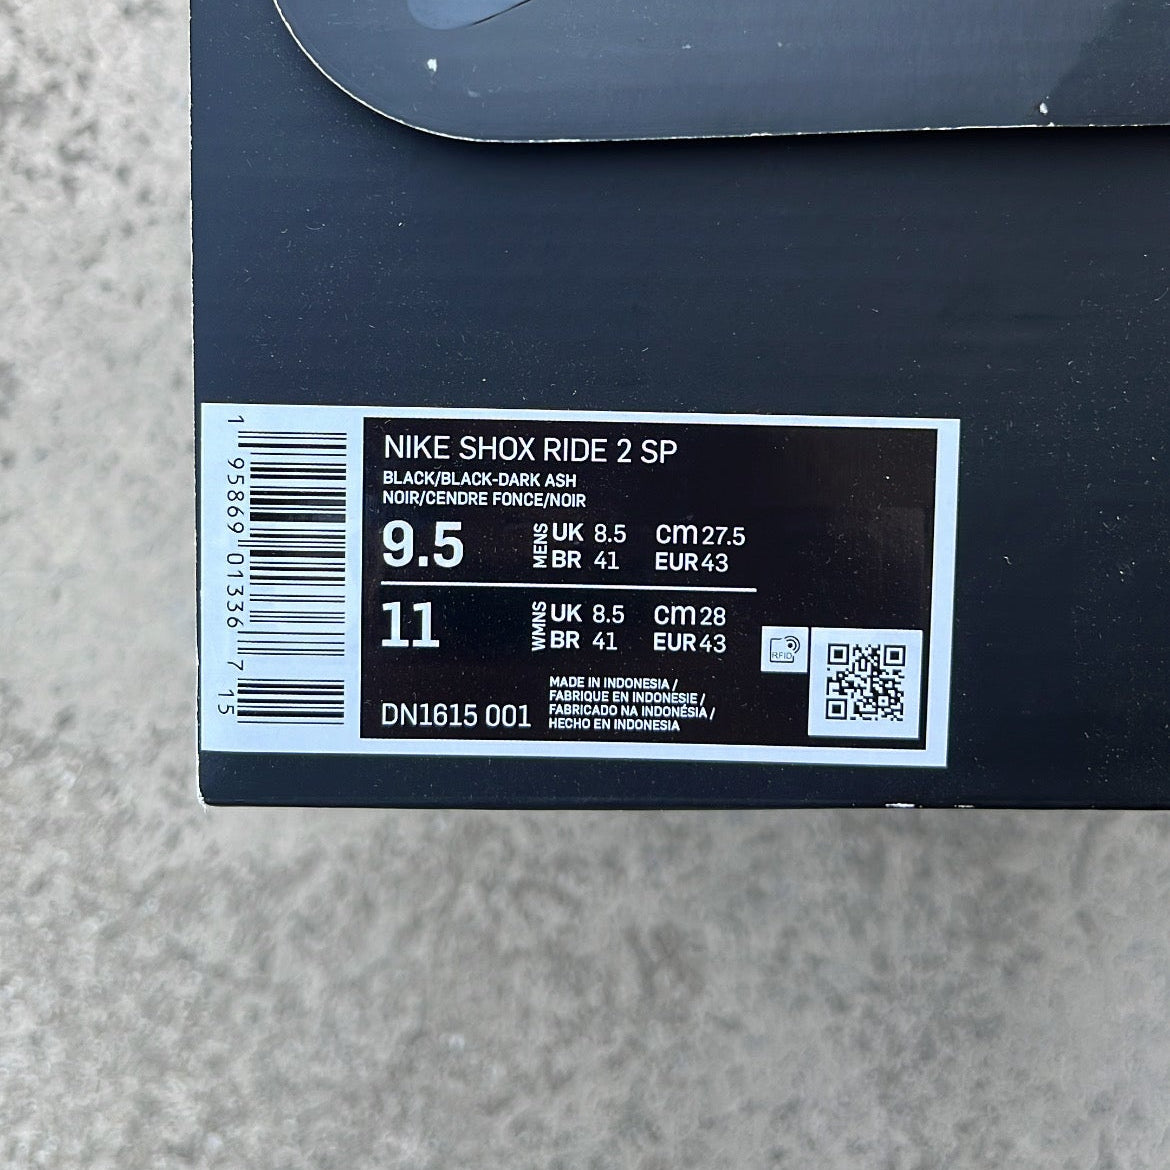 NIKE SHOX RIDE 2 SP
BLACK/BLACK-DARK ASH
NOIR/CENDRE FONCE/NOIR
9.5 MENS UK 8.5 cm 27.5
BR 41 EUR 43
11 WMNS UK 8.5 cm 28
BR 41 EUR 43
RFID
DN1615 001
MADE IN INDONESIA /
FABRIQUE EN INDONESIE /
FABRICADO NA INDONÉSIA /
HECHO EN INDONESIA
1 95869 01336 7 15